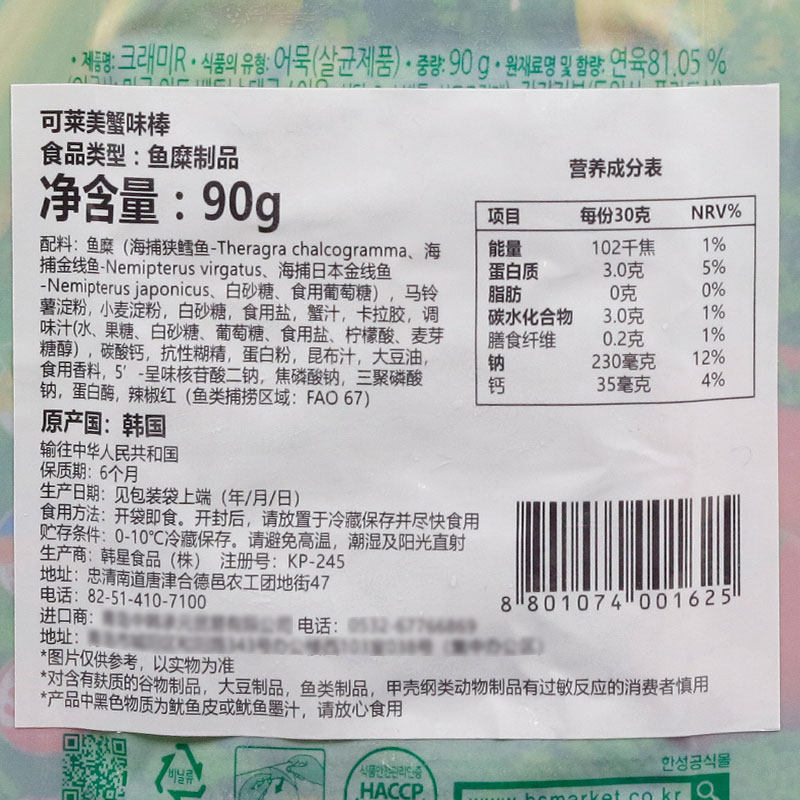 · 제품명: 크래미R · 식품의 유형: 어묵(살균제품) · 중량: 90 g · 원재료명 및 함량: 연육81.05 %
可莱美蟹味棒
食品类型：鱼糜制品
净含量：90g
配料：鱼糜（海捕狭鳕鱼-Theragra chalcogramma、海
捕金线鱼-Nemipterus virgatus、海捕日本金线鱼
-Nemipterus japonicus、白砂糖、食用葡萄糖），马铃
薯淀粉，小麦淀粉，白砂糖，食用盐，蟹汁，卡拉胶，调
味汁(水、果糖、白砂糖、葡萄糖、食用盐、柠檬酸、麦芽
糖醇），碳酸钙，抗性糊精，蛋白粉，昆布汁，大豆油，
食用香料，5’-呈味核苷酸二钠，焦磷酸钠，三聚磷酸
钠，蛋白酶，辣椒红（鱼类捕捞区域：FAO 67）
原产国：韩国
输往中华人民共和国
保质期：6个月
生产日期：见包装袋上端（年/月/日）
食用方法：开袋即食。开封后，请放置于冷藏保存并尽快食用
贮存条件：0-10℃冷藏保存。请避免高温，潮湿及阳光直射
生产商：韩星食品（株） 注册号：KP-245
地址：忠清南道唐津合德邑农工团地街47
电话：82-51-410-7100
进口商： 电话：
地址：
*图片仅供参考，以实物为准
*对含有麸质的谷物制品，大豆制品，鱼类制品，甲壳纲类动物制品有过敏反应的消费者慎用
*产品中黑色物质为鱿鱼皮或鱿鱼墨汁，请放心食用
营养成分表
项目 每份30克 NRV%
能量 102千焦 1%
蛋白质 3.0克 5%
脂肪 0克 0%
碳水化合物 3.0克 1%
膳食纤维 0.2克 1%
钠 230毫克 12%
钙 35毫克 4%
8 801074 001625
비닐류
식품안전관리인증
HACCP
한성공식몰
www.hsmarket.co.kr